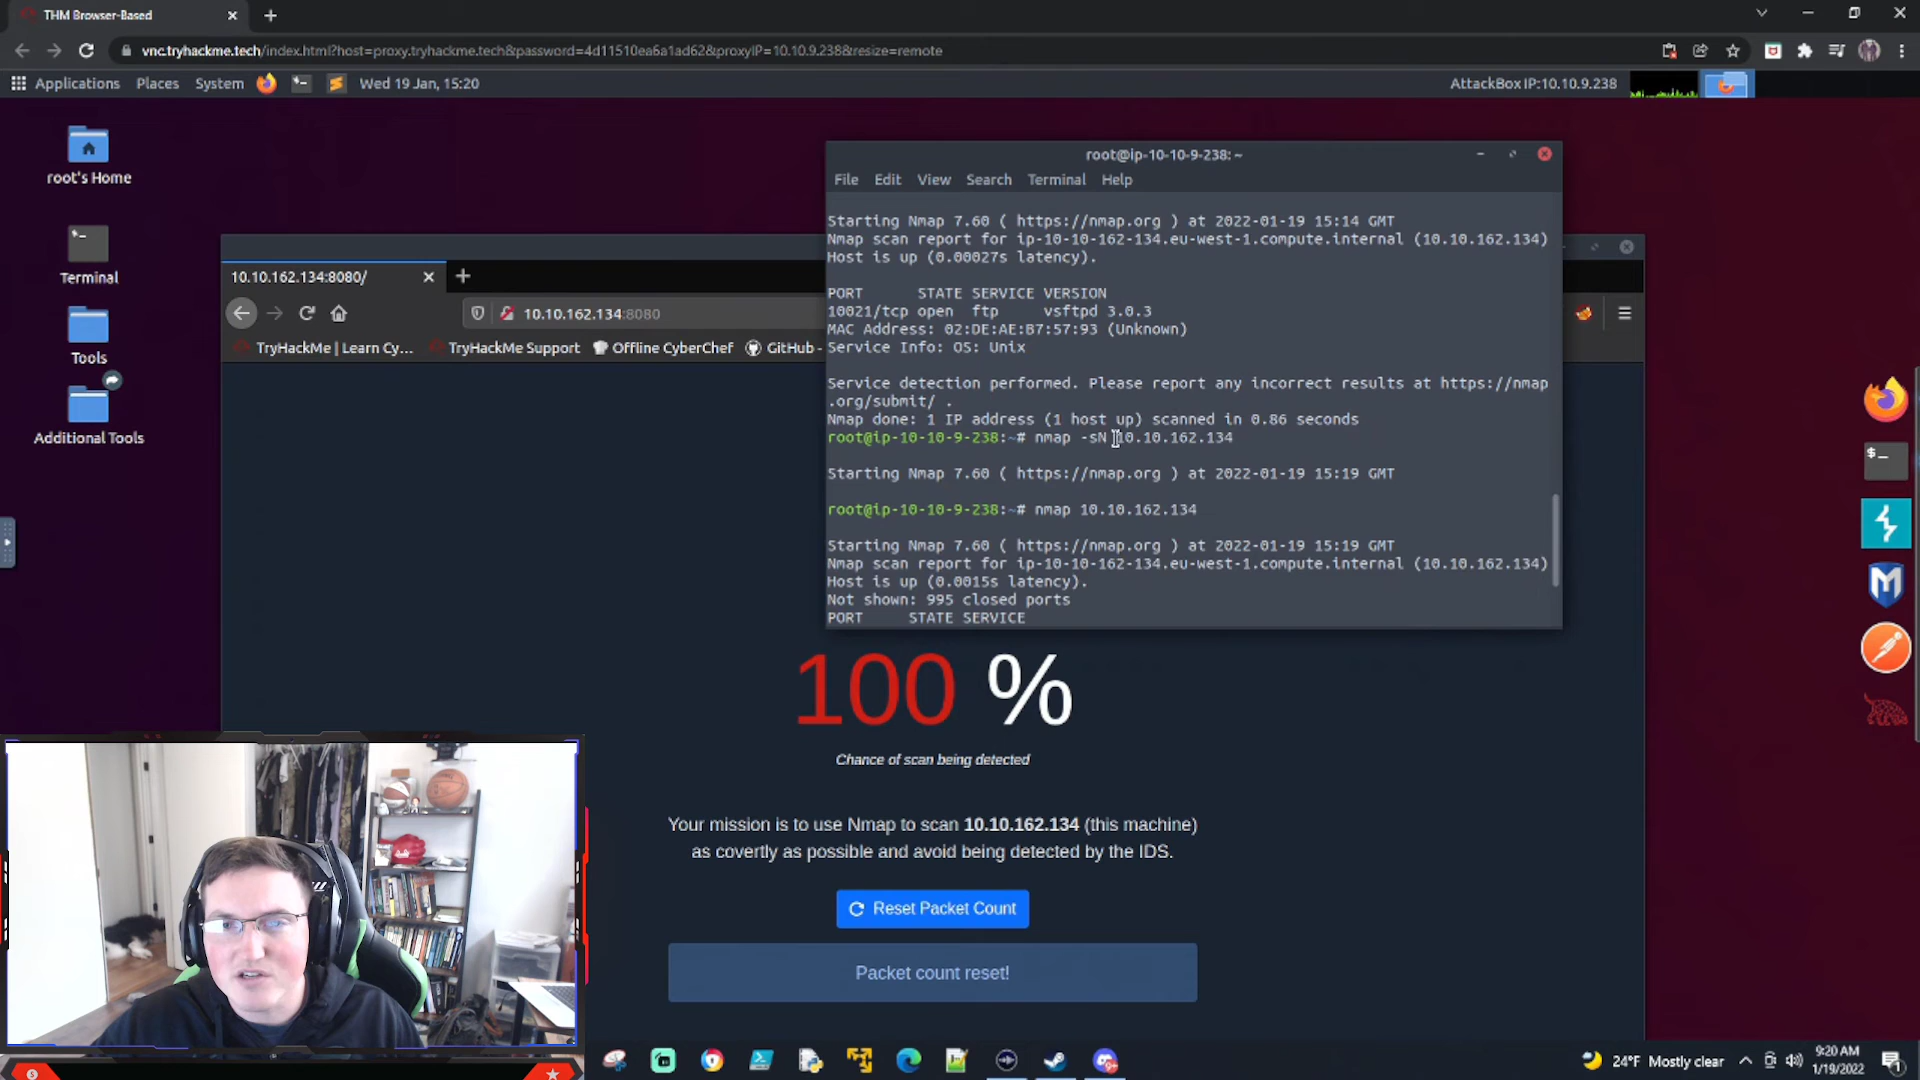 THM Browser-Based
vnc.tryhackme.tech/index.html?host=proxy.tryhackme.tech&password=4d11510ea6a1ad62&proxyIP=10.10.9.238&resize=remote
Applications Places System Wed 19 Jan, 15:20 AttackBox IP:10.10.9.238
root's Home
Terminal
Tools
Additional Tools
root@ip-10-10-9-238: ~
File Edit View Search Terminal Help
Starting Nmap 7.60 ( https://nmap.org ) at 2022-01-19 15:14 GMT
Nmap scan report for ip-10-10-162-134.eu-west-1.compute.internal (10.10.162.134)
Host is up (0.00027s latency).
PORT STATE SERVICE VERSION
10021/tcp open ftp vsftpd 3.0.3
MAC Address: 02:DE:AE:B7:57:93 (Unknown)
Service Info: OS: Unix
Service detection performed. Please report any incorrect results at https://nmap
.org/submit/ .
Nmap done: 1 IP address (1 host up) scanned in 0.86 seconds
root@ip-10-10-9-238:~# nmap -sN 10.10.162.134
Starting Nmap 7.60 ( https://nmap.org ) at 2022-01-19 15:19 GMT
root@ip-10-10-9-238:~# nmap 10.10.162.134
Starting Nmap 7.60 ( https://nmap.org ) at 2022-01-19 15:19 GMT
Nmap scan report for ip-10-10-162-134.eu-west-1.compute.internal (10.10.162.134)
Host is up (0.0015s latency).
Not shown: 995 closed ports
PORT STATE SERVICE
10.10.162.134:8080/
10.10.162.134:8080
TryHackMe | Learn Cy... TryHackMe Support Offline CyberChef GitHub -
100 %
Chance of scan being detected
Your mission is to use Nmap to scan 10.10.162.134 (this machine)
as covertly as possible and avoid being detected by the IDS.
Reset Packet Count
Packet count reset!
24°F Mostly clear
9:20 AM
1/19/2022